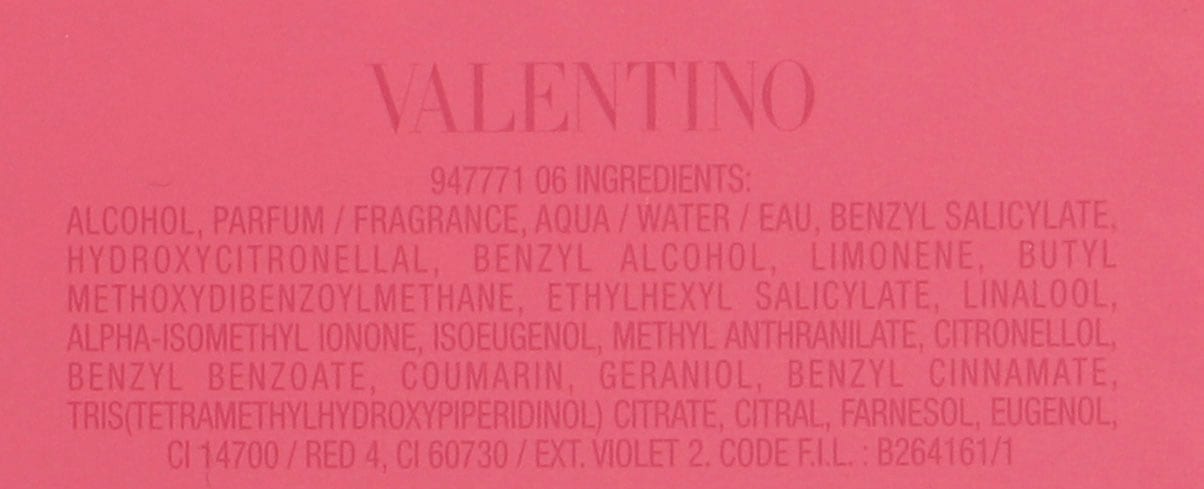 VALENTINO
947771 06 INGREDIENTS:
ALCOHOL, PARFUM / FRAGRANCE, AQUA / WATER / EAU, BENZYL SALICYLATE,
HYDROXYCITRONELLAL, BENZYL ALCOHOL, LIMONENE, BUTYL
METHOXYDIBENZOYLMETHANE, ETHYLHEXYL SALICYLATE, LINALOOL,
ALPHA-ISOMETHYL IONONE, ISOEUGENOL, METHYL ANTHRANILATE, CITRONELLOL,
BENZYL BENZOATE, COUMARIN, GERANIOL, BENZYL CINNAMATE,
TRIS(TETRAMETHYLHYDROXYPIPERIDINOL) CITRATE, CITRAL, FARNESOL, EUGENOL,
CI 14700 / RED 4, CI 60730 / EXT. VIOLET 2. CODE F.I.L. : B264161/1